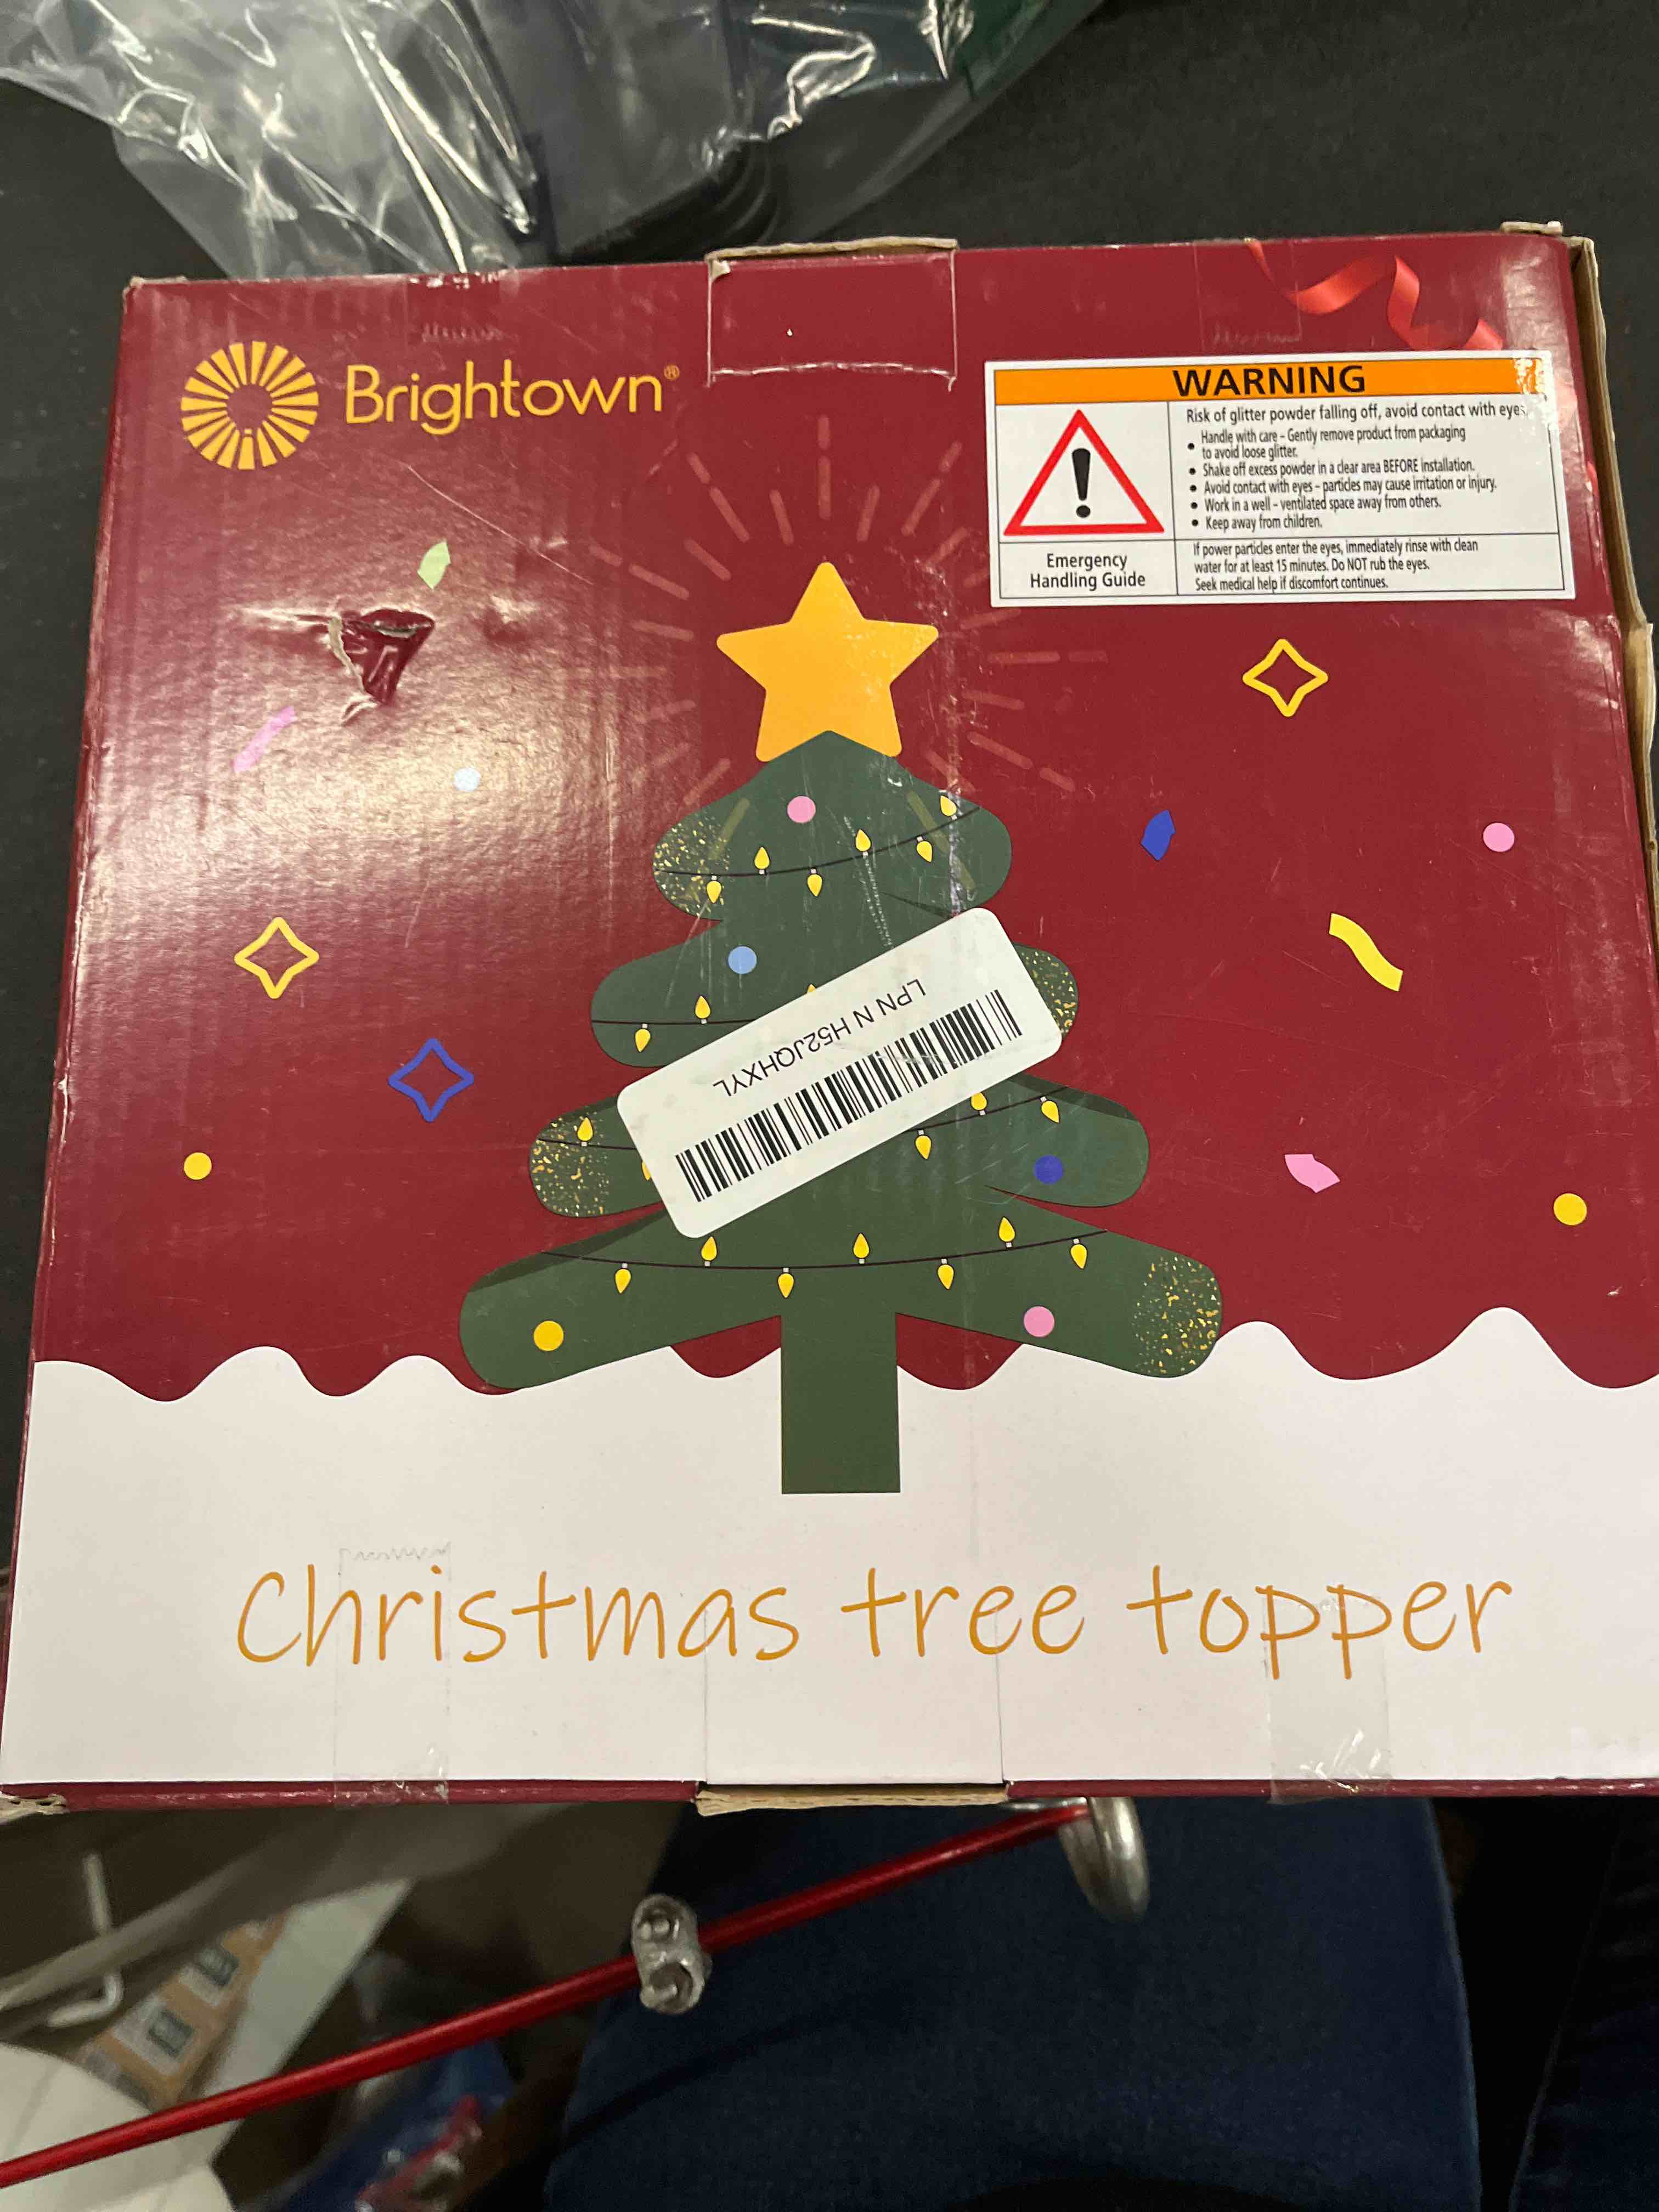 Brightown®
WARNING
Risk of glitter powder falling off, avoid contact with eyes
• Handle with care – Gently remove product from packaging
to avoid loose glitter.
• Shake off excess powder in a clear area BEFORE installation.
• Avoid contact with eyes – particles may cause irritation or injury.
• Work in a well – ventilated space away from others.
• Keep away from children.
Emergency
Handling Guide
If power particles enter the eyes, immediately rinse with clean
water for at least 15 minutes. Do NOT rub the eyes.
Seek medical help if discomfort continues.
LPN N H52JQHXYL
Christmas tree topper